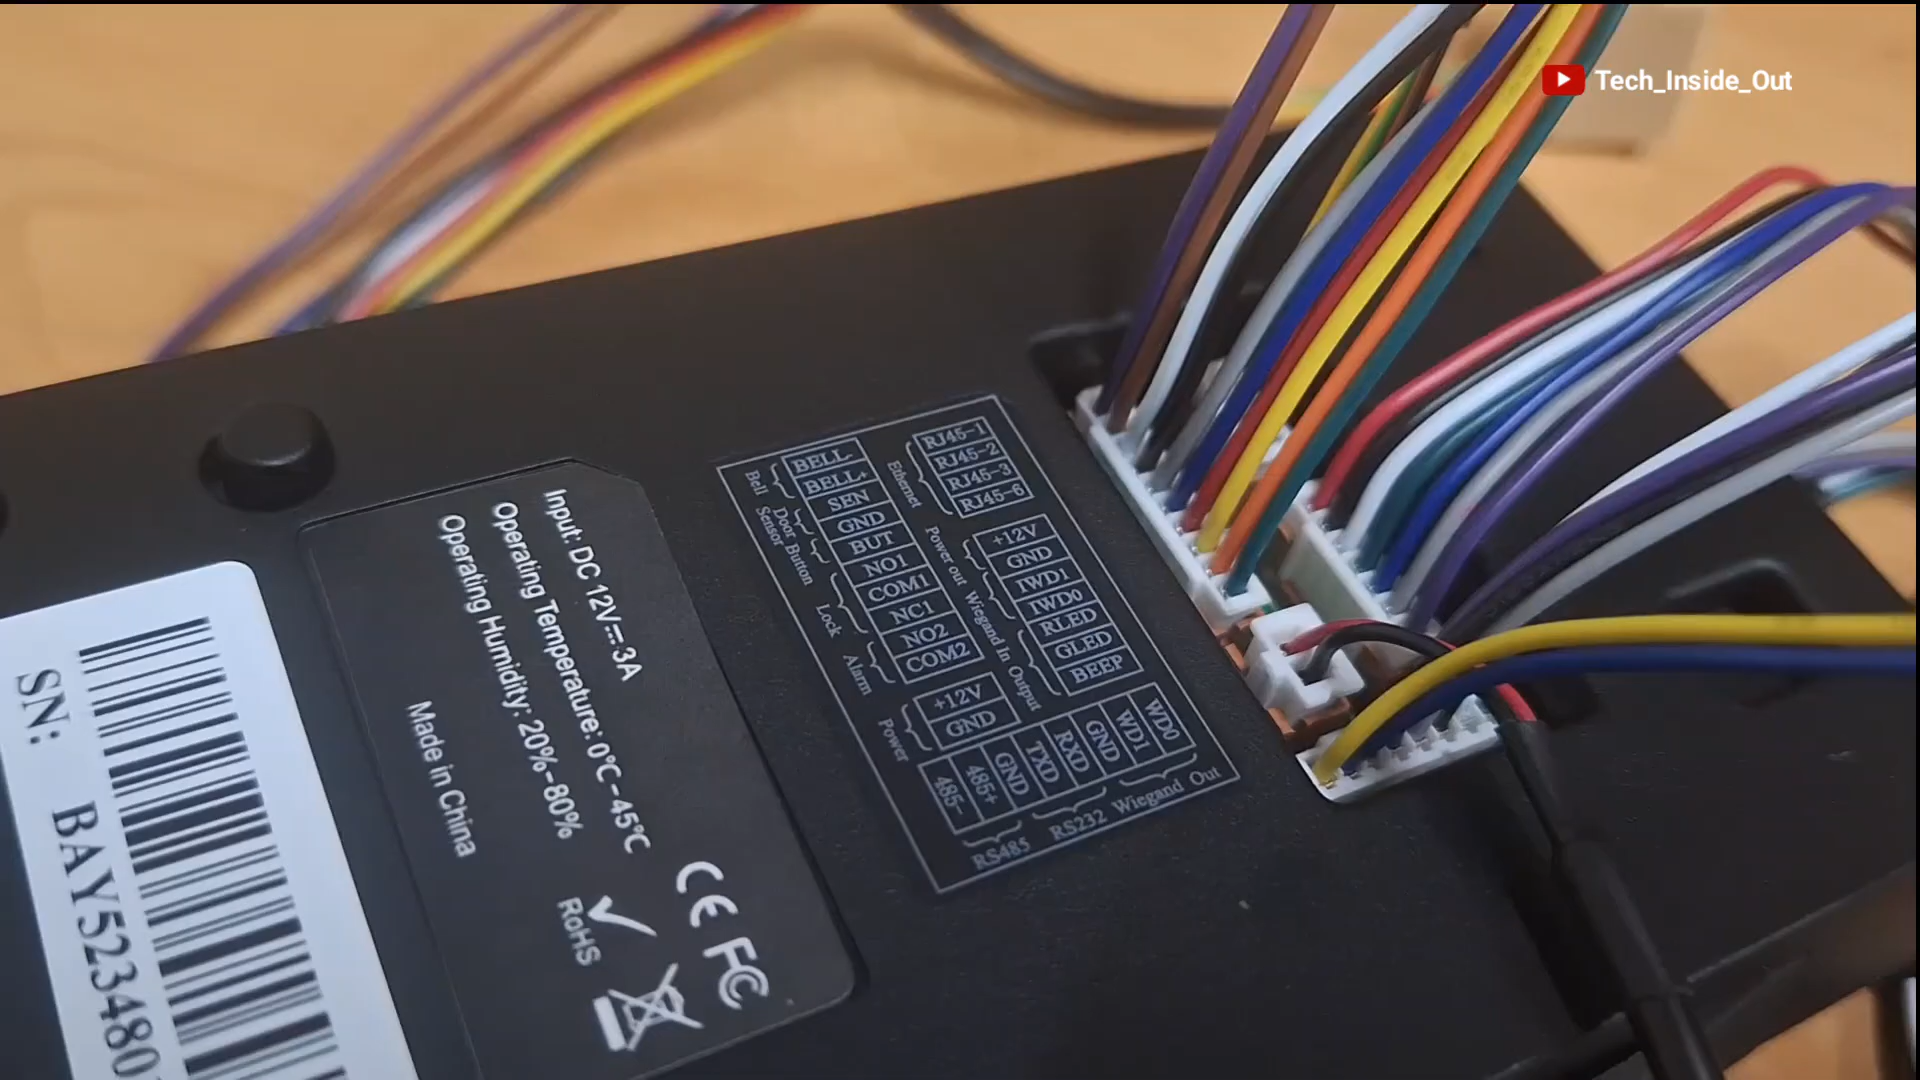 Tech_Inside_Out
BELL-
BELL+
SEN
GND
BUT
NO1
COM1
NC1
NO2
COM2
Bell
Door Sensor
Button
Lock
Alarm
RJ45-1
RJ45-2
RJ45-3
RJ45-6
Ethernet
+12V
GND
IWD1
IWD0
RLED
GLED
BEEP
Power out
Wiegand In
Output
+12V
GND
Power
485-
485+
GND
TXD
RXD
GND
WD1
WD0
RS485
RS232
Wiegand Out
Input: DC 12V⎓3A
Operating Temperature: 0℃-45℃
Operating Humidity: 20%-80%
Made in China
CE FC
RoHS
SN: BAY523480